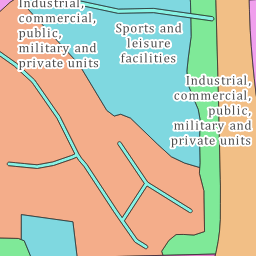 Industrial,
commercial,
public,
military and
private units
Sports and
leisure
facilities
Industrial,
commercial,
public,
military and
private units